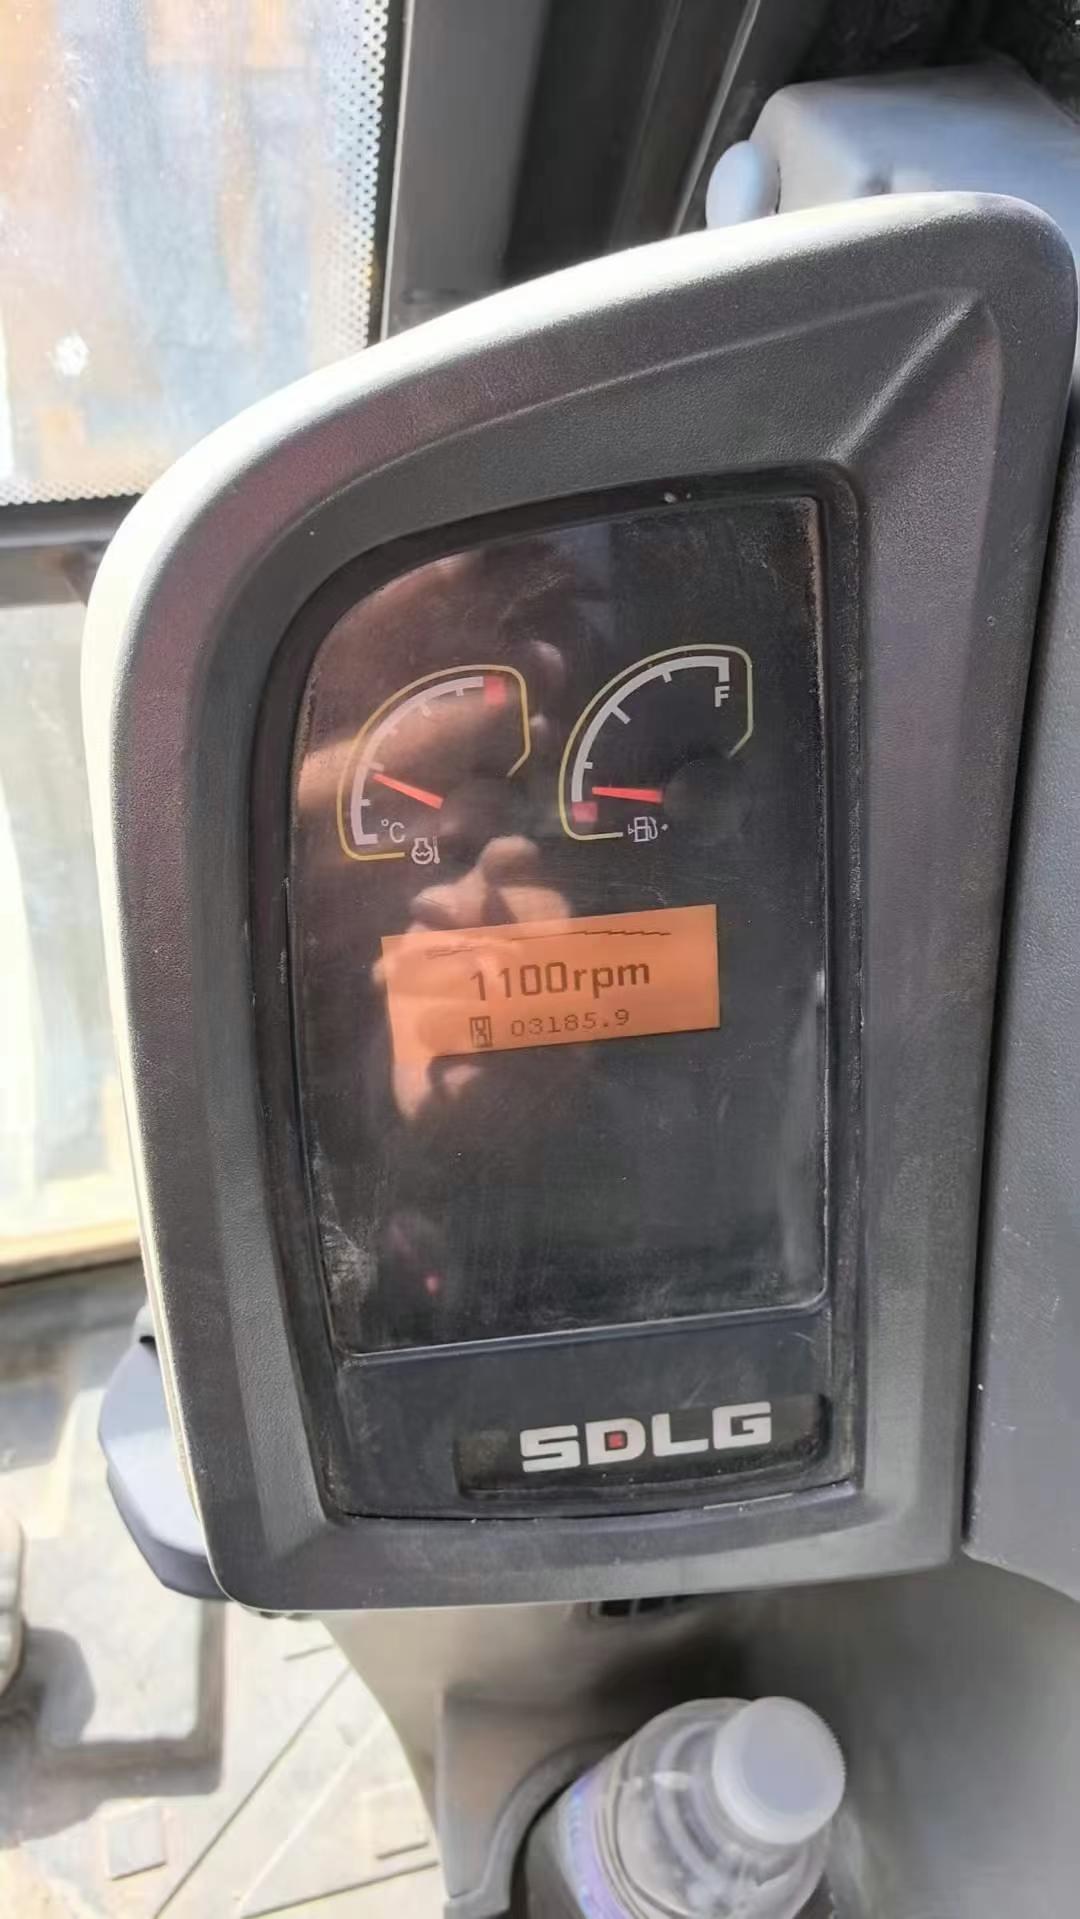 F
°C
1100rpm
03185.9
SDLG